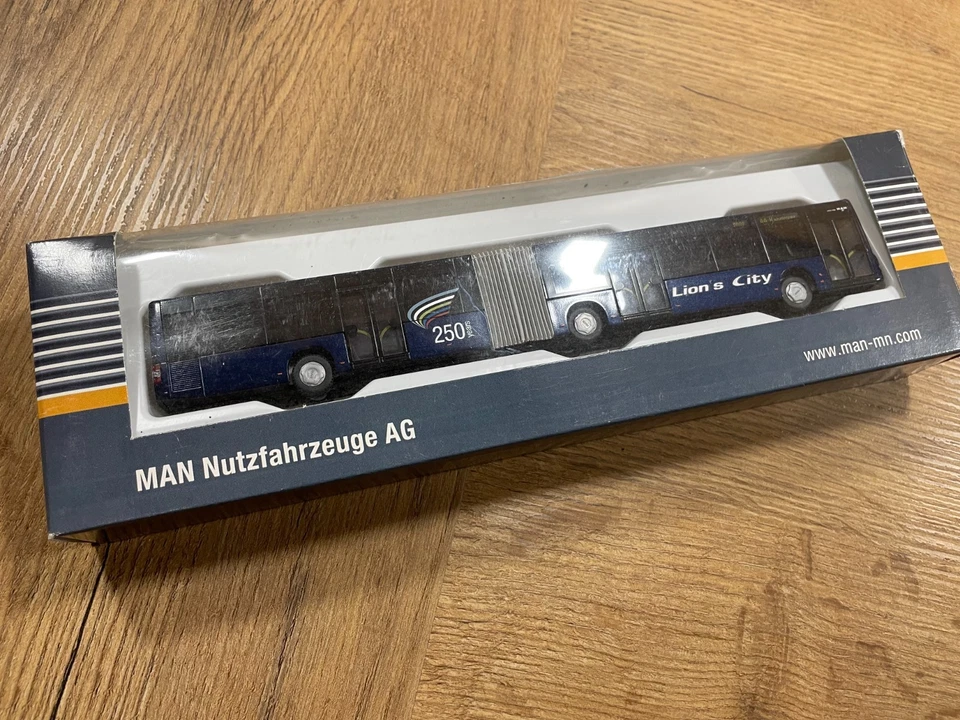 250
years
Lion's City
www.man-mn.com
MAN Nutzfahrzeuge AG